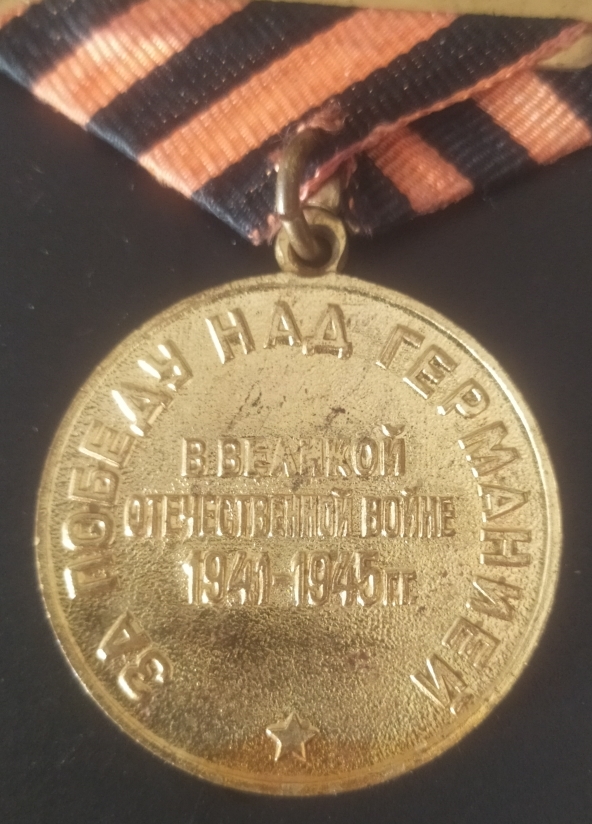 ЗА ПОБЕДУ НАД ГЕРМАНИЕЙ
В ВЕЛИКОЙ
ОТЕЧЕСТВЕННОЙ ВОЙНЕ
1941-1945 гг.